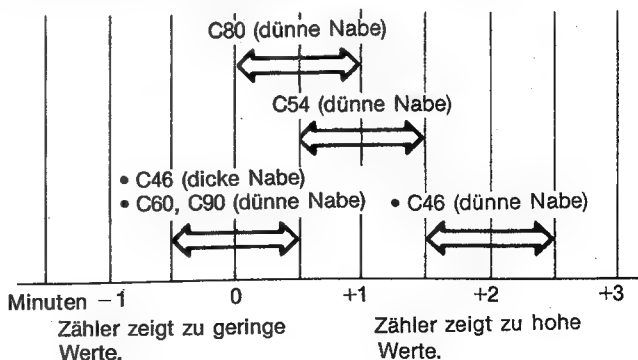 C80 (dünne Nabe)
C54 (dünne Nabe)
• C46 (dicke Nabe)
• C60, C90 (dünne Nabe)
• C46 (dünne Nabe)
Minuten −1 0 +1 +2 +3
Zähler zeigt zu geringe
Werte.
Zähler zeigt zu hohe
Werte.